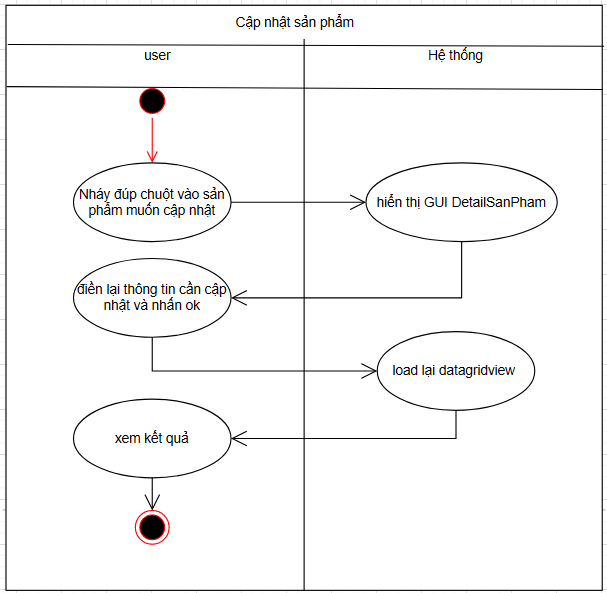 Cập nhật sản phẩm
user
Hệ thống
Nháy đúp chuột vào sản
phẩm muốn cập nhật
hiển thị GUI DetailSanPham
điền lại thông tin cần cập
nhật và nhấn ok
load lại datagridview
xem kết quả